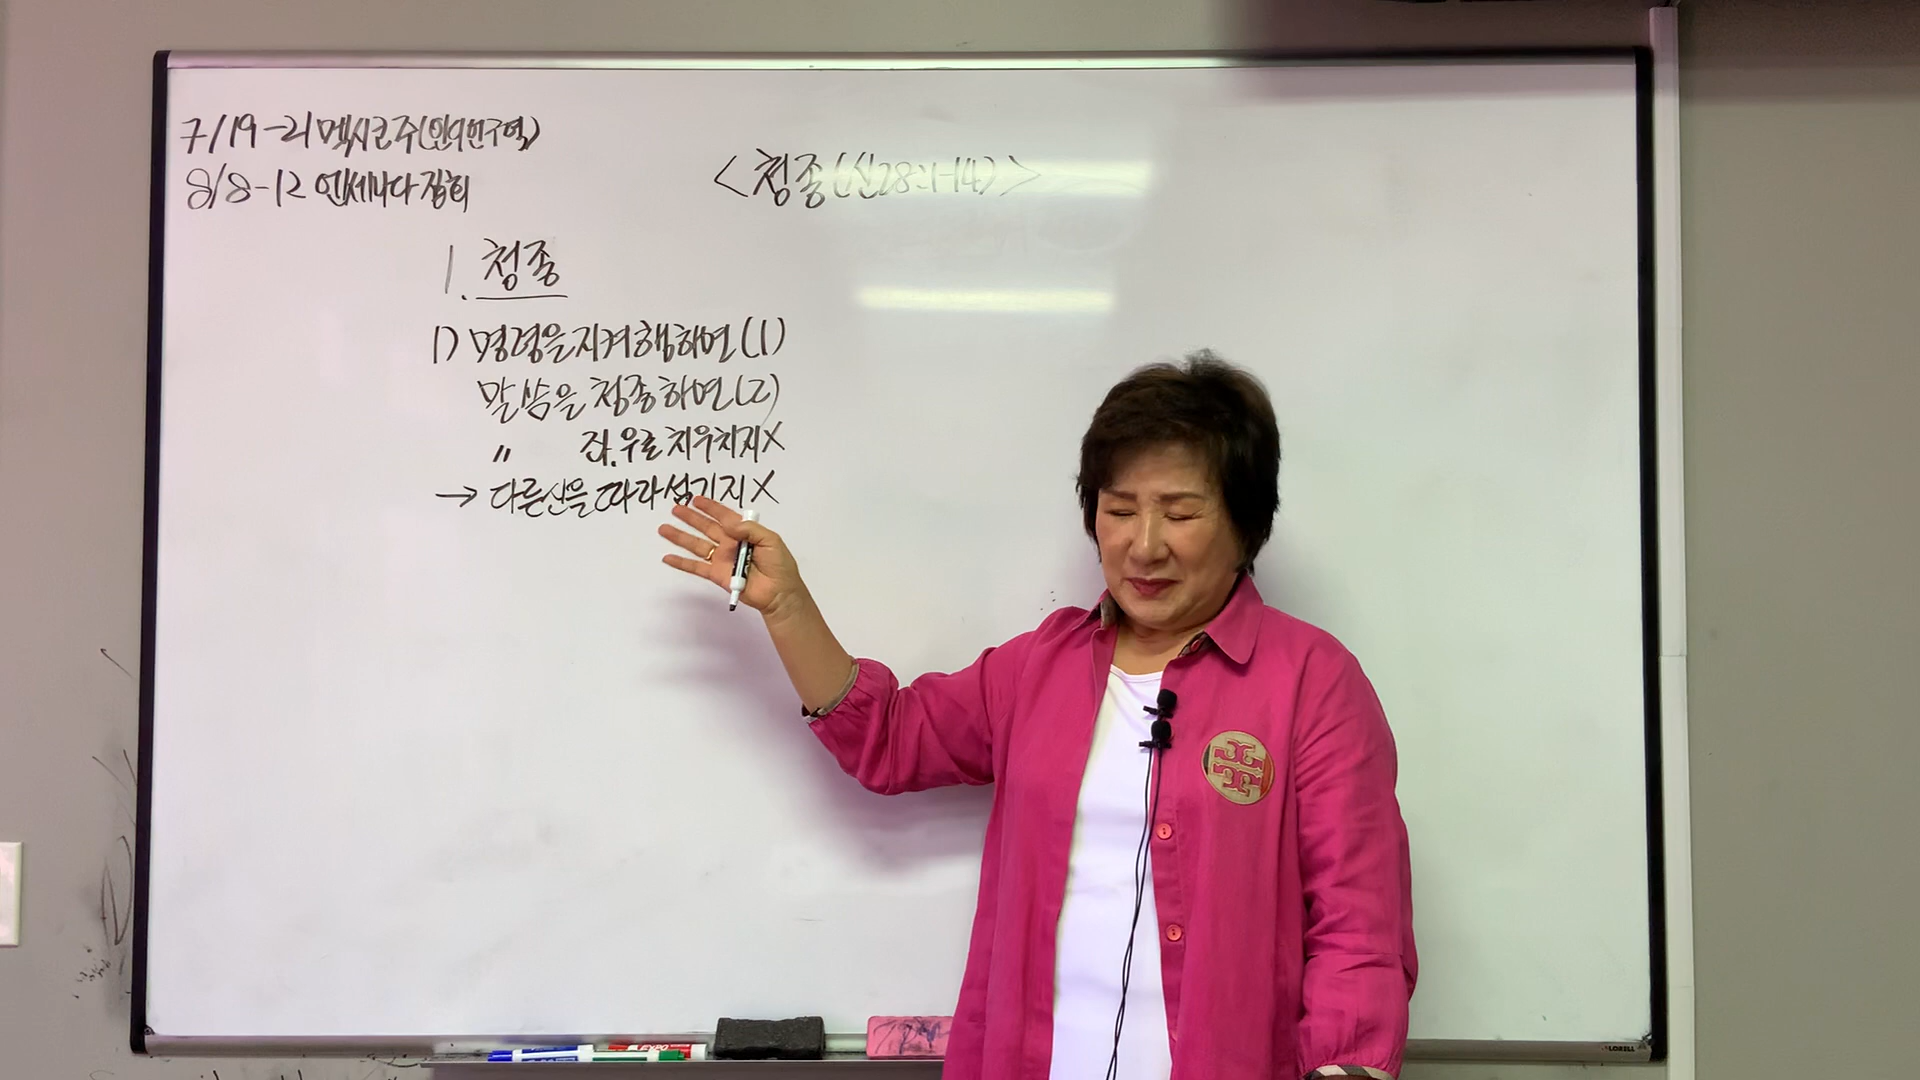 7/19-21 멕시코주(인디언구역)
8/8-12 엔세나다집회
<청종(신28:1-14)>
1. 청종
1) 명령을지켜행하면(1)
말씀을 청종하면(2)
〃 좌.우로치우치지X
→ 다른신을따라섬기지X
EXPO